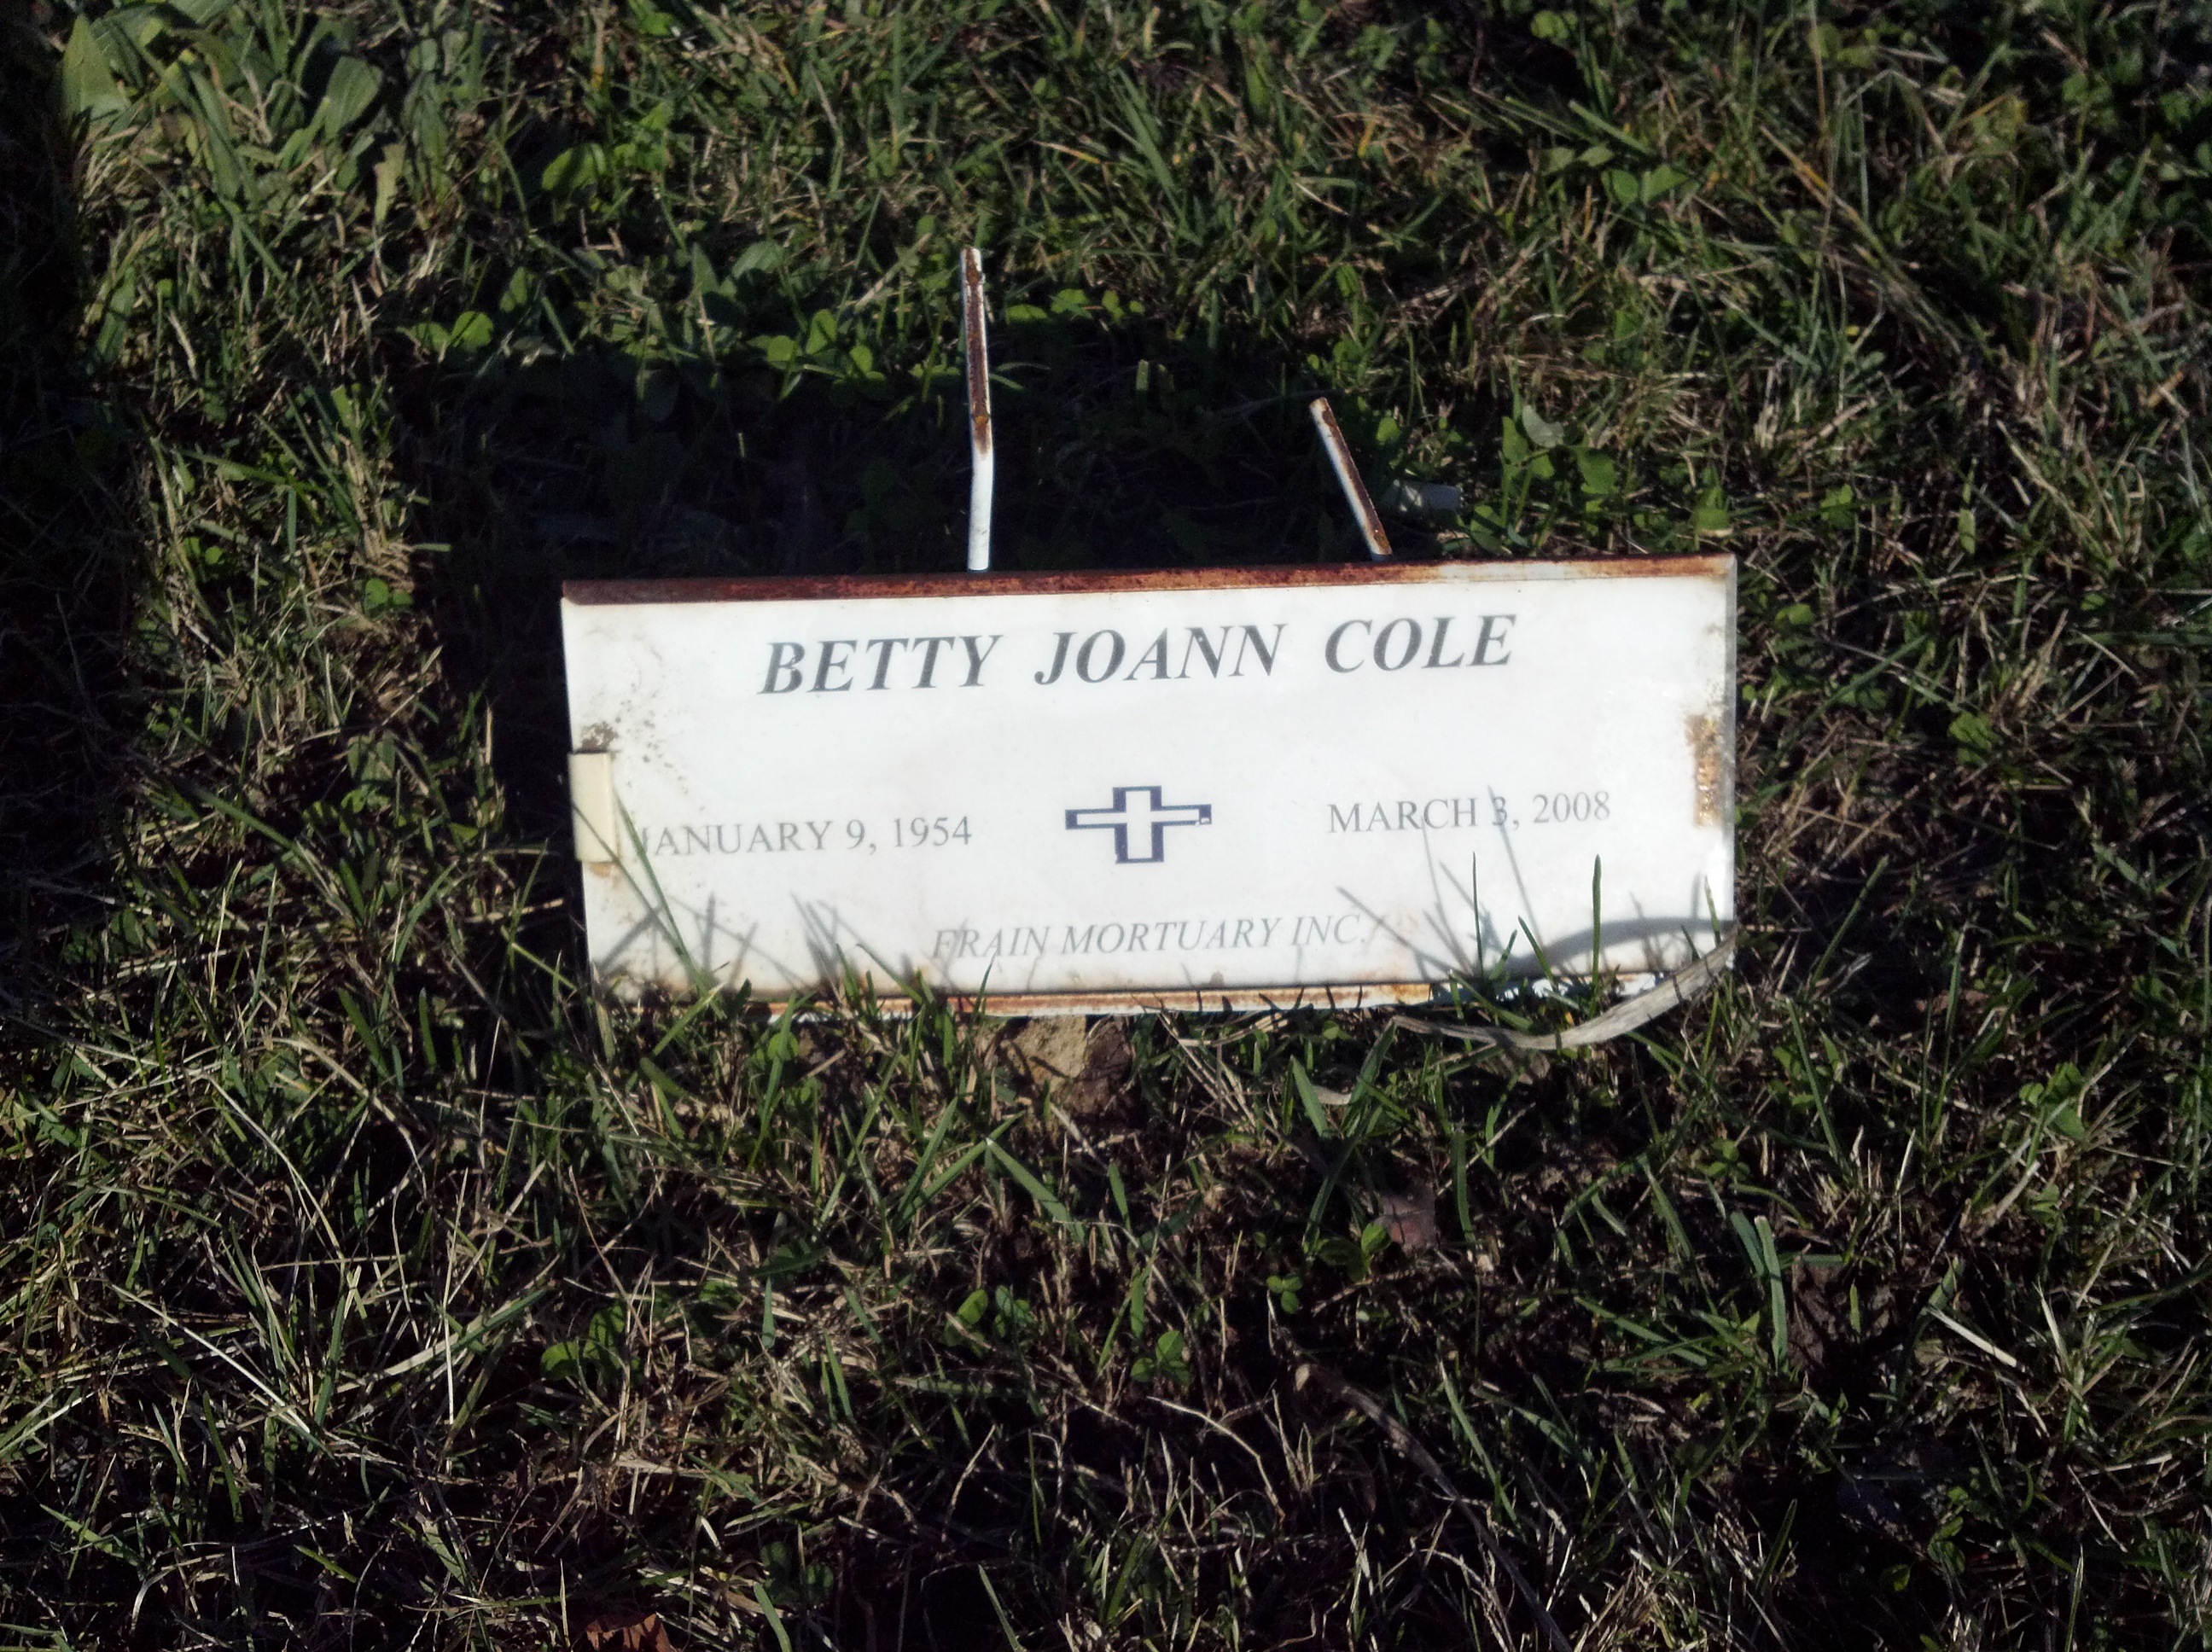 BETTY JOANN COLE
JANUARY 9, 1954 MARCH 3, 2008
FRAIN MORTUARY INC.